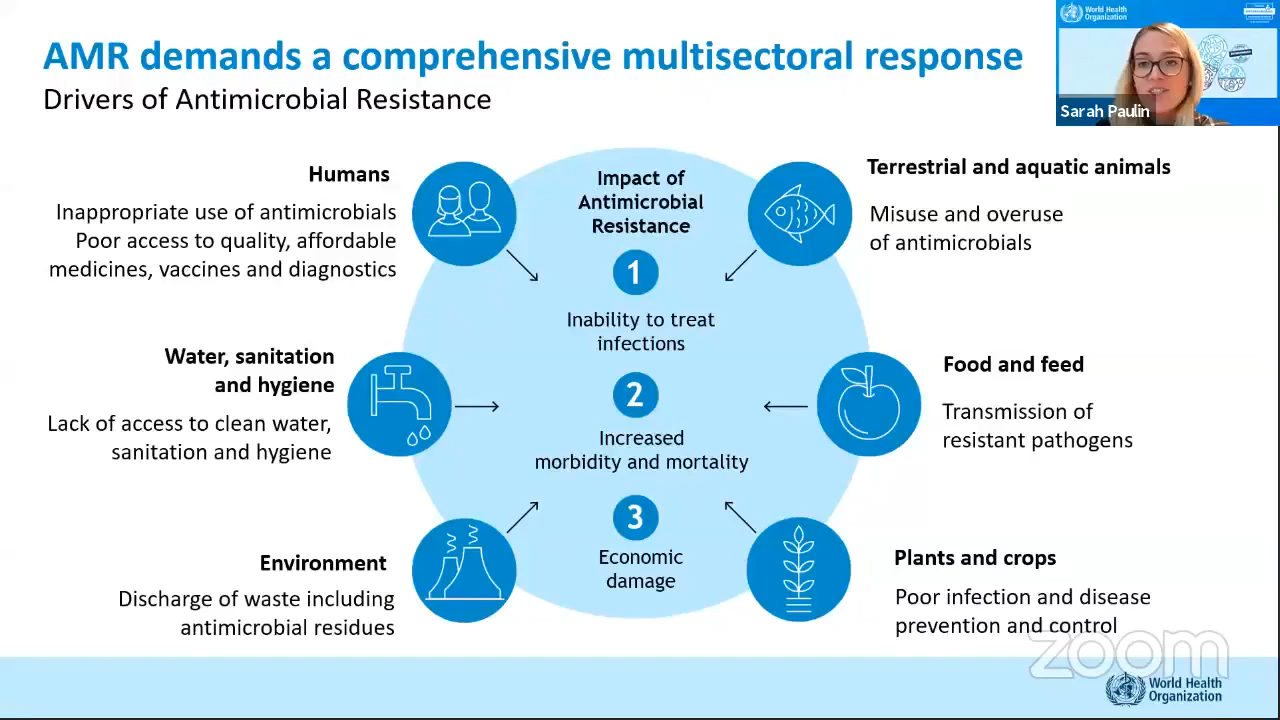 AMR demands a comprehensive multisectoral response
Drivers of Antimicrobial Resistance
World Health
Organization
Sarah Paulin
Humans
Inappropriate use of antimicrobials
Poor access to quality, affordable
medicines, vaccines and diagnostics
Water, sanitation
and hygiene
Lack of access to clean water,
sanitation and hygiene
Environment
Discharge of waste including
antimicrobial residues
Impact of
Antimicrobial
Resistance
1
Inability to treat
infections
2
Increased
morbidity and mortality
3
Economic
damage
Terrestrial and aquatic animals
Misuse and overuse
of antimicrobials
Food and feed
Transmission of
resistant pathogens
Plants and crops
Poor infection and disease
prevention and control
zoom
World Health
Organization